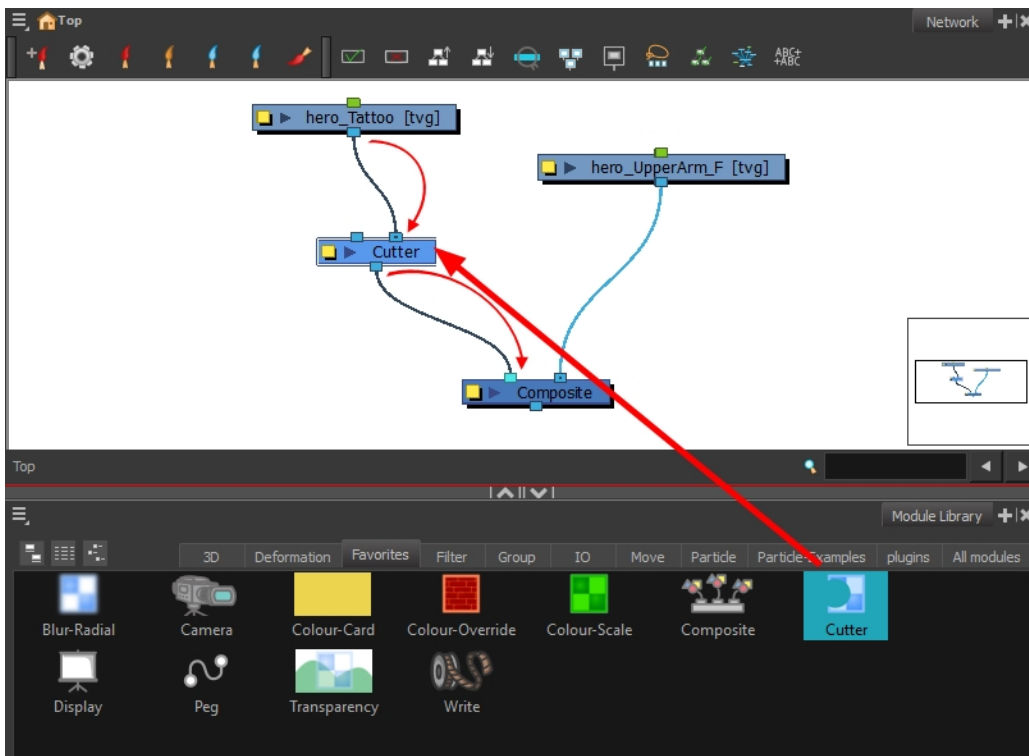 Top
Network
ABC+
+ABC
hero_Tattoo [tvg]
hero_UpperArm_F [tvg]
Cutter
Composite
Top
Module Library
3D Deformation Favorites Filter Group IO Move Particle Particle-Examples plugins All modules
Blur-Radial Camera Colour-Card Colour-Override Colour-Scale Composite Cutter
Display Peg Transparency Write